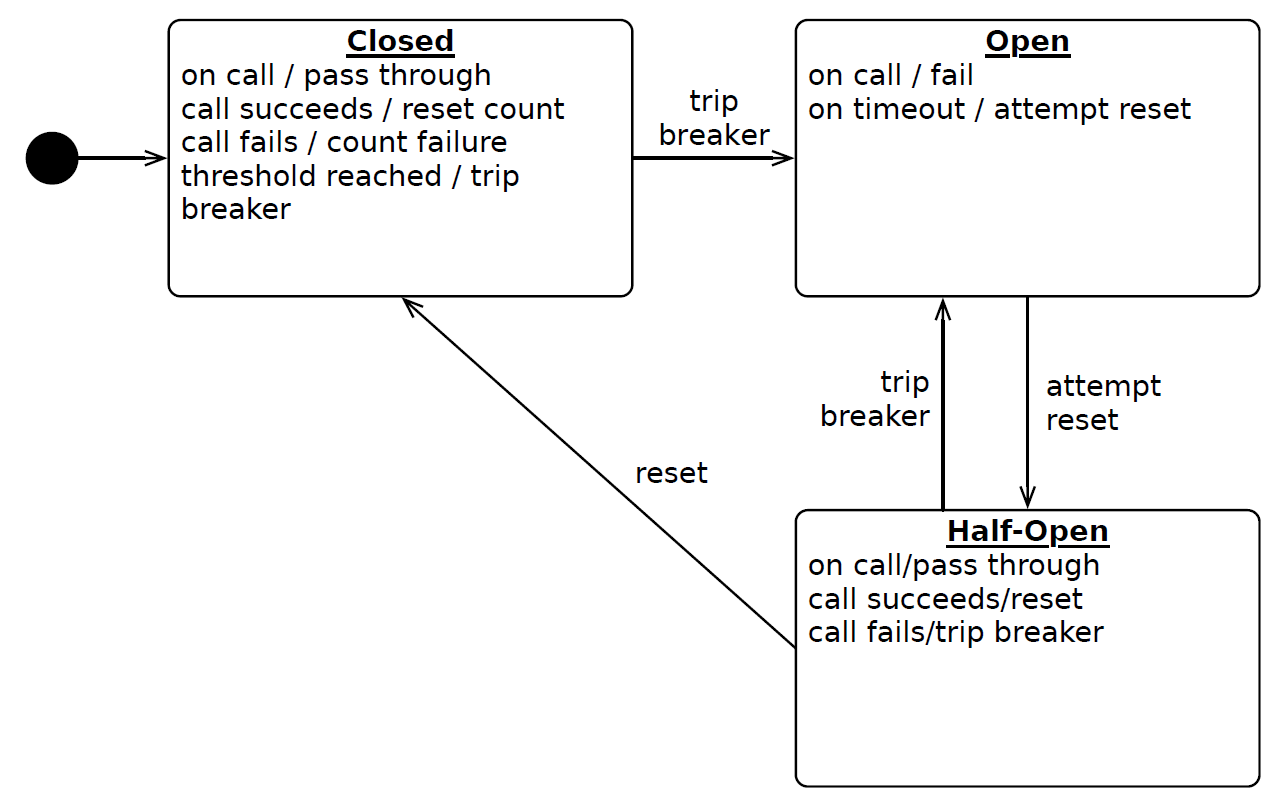 Closed
on call / pass through
call succeeds / reset count
call fails / count failure
threshold reached / trip
breaker
trip
breaker
Open
on call / fail
on timeout / attempt reset
trip
breaker
attempt
reset
reset
Half-Open
on call/pass through
call succeeds/reset
call fails/trip breaker